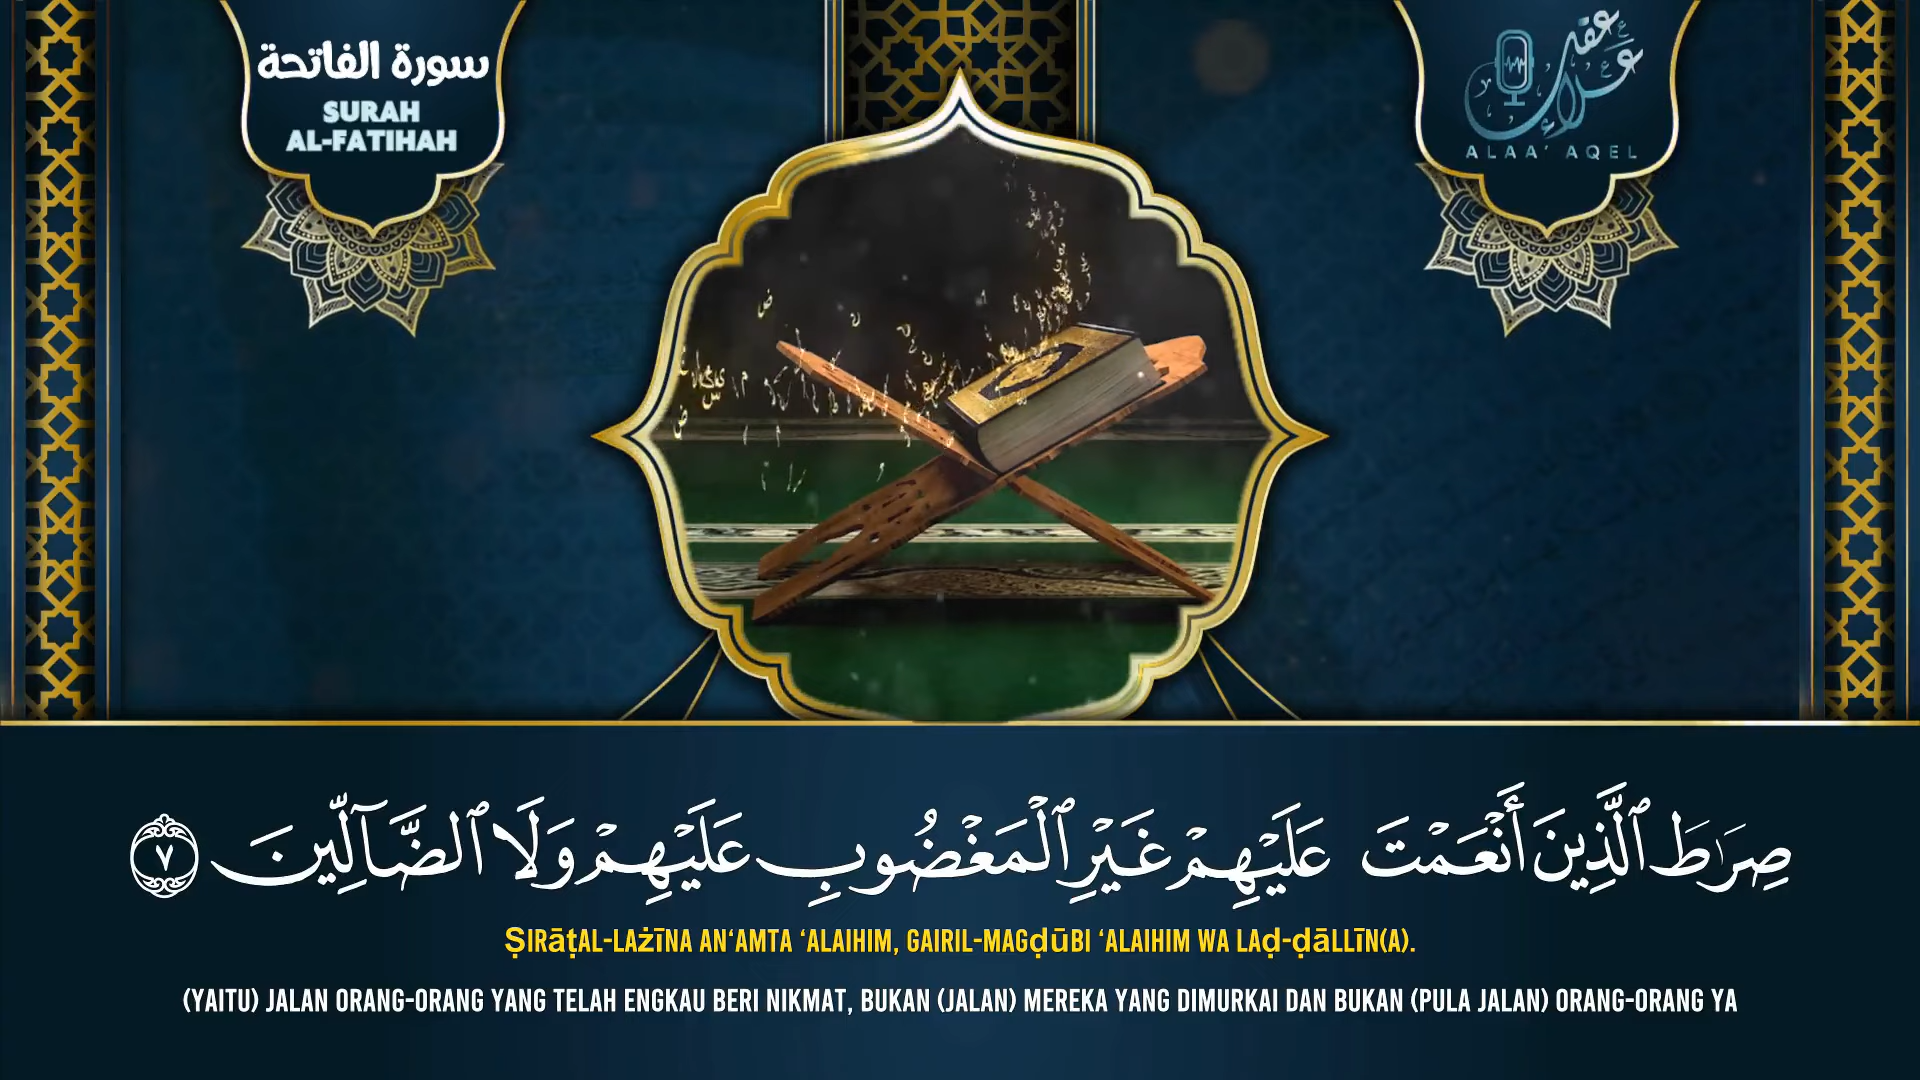 سورة الفاتحة
SURAH
AL-FATIHAH
علاء عقل
ALAA' AQEL
صِرَٰطَ ٱلَّذِينَ أَنْعَمْتَ عَلَيْهِمْ غَيْرِ ٱلْمَغْضُوبِ عَلَيْهِمْ وَلَا ٱلضَّآلِّينَ ٧
ṢIRāṭAL-LAżīNA AN‘AMTA ‘ALAIHIM, GAIRIL-MAGḍūBI ‘ALAIHIM WA LAḍ-ḍāLLīN(A).
(YAITU) JALAN ORANG-ORANG YANG TELAH ENGKAU BERI NIKMAT, BUKAN (JALAN) MEREKA YANG DIMURKAI DAN BUKAN (PULA JALAN) ORANG-ORANG YA